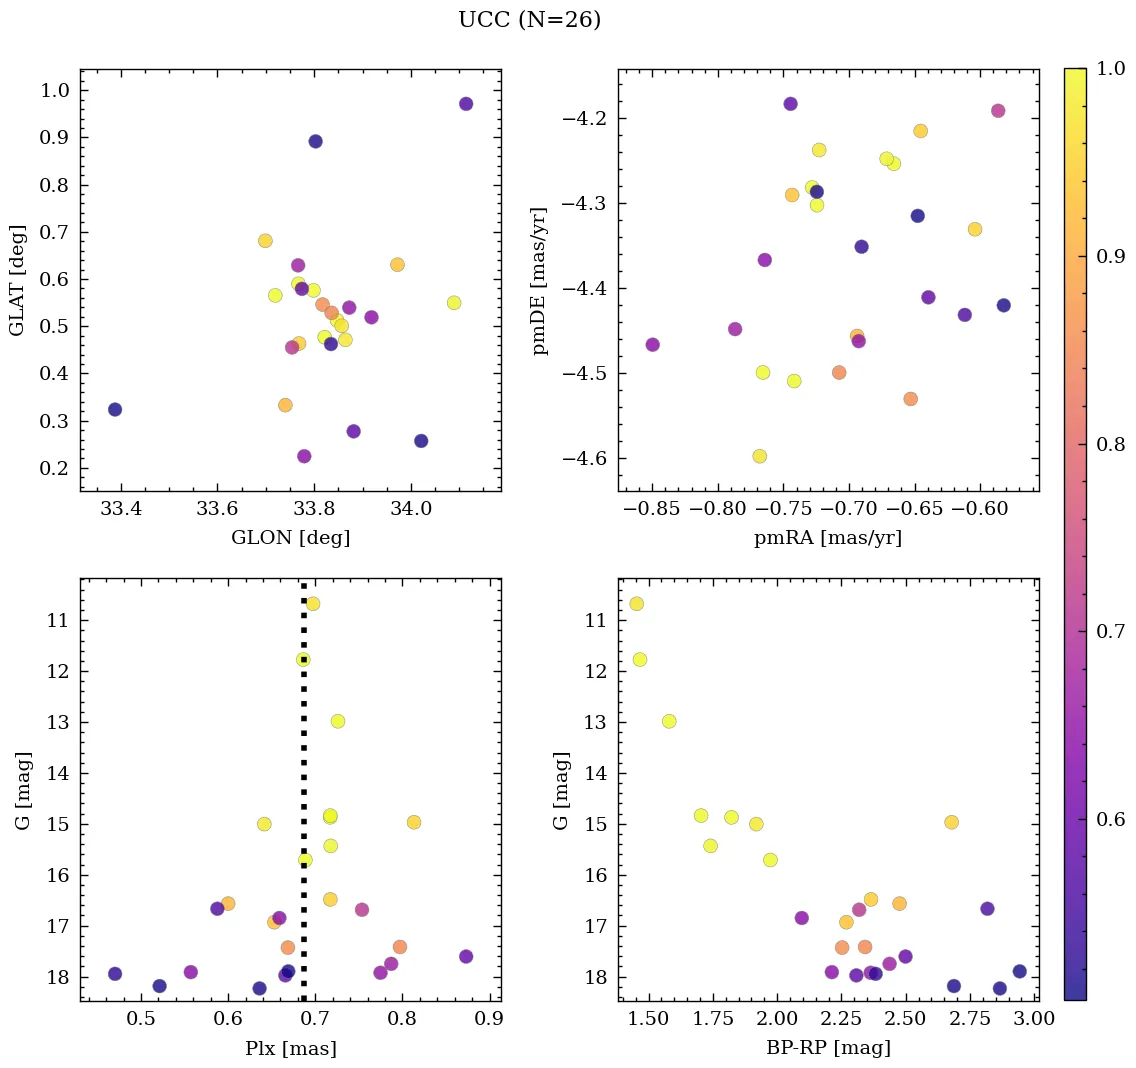 UCC (N=26)
1.0
0.9
0.8
0.7
0.6
0.5
0.4
0.3
0.2
GLAT [deg]
33.4 33.6 33.8 34.0
GLON [deg]
−4.2
−4.3
−4.4
−4.5
−4.6
pmDE [mas/yr]
−0.85 −0.80 −0.75 −0.70 −0.65 −0.60
pmRA [mas/yr]
11
12
13
14
15
16
17
18
G [mag]
0.5 0.6 0.7 0.8 0.9
Plx [mas]
11
12
13
14
15
16
17
18
G [mag]
1.50 1.75 2.00 2.25 2.50 2.75 3.00
BP-RP [mag]
1.0
0.9
0.8
0.7
0.6